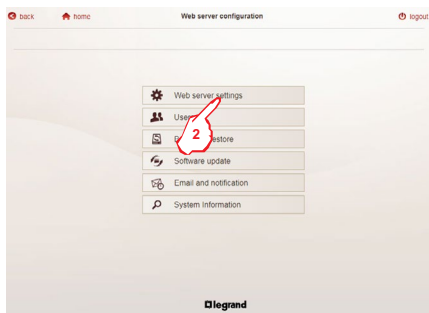 back home Web server configuration logout
Web server settings
Use
2
B estore
Software update
Email and notification
System Information
legrand